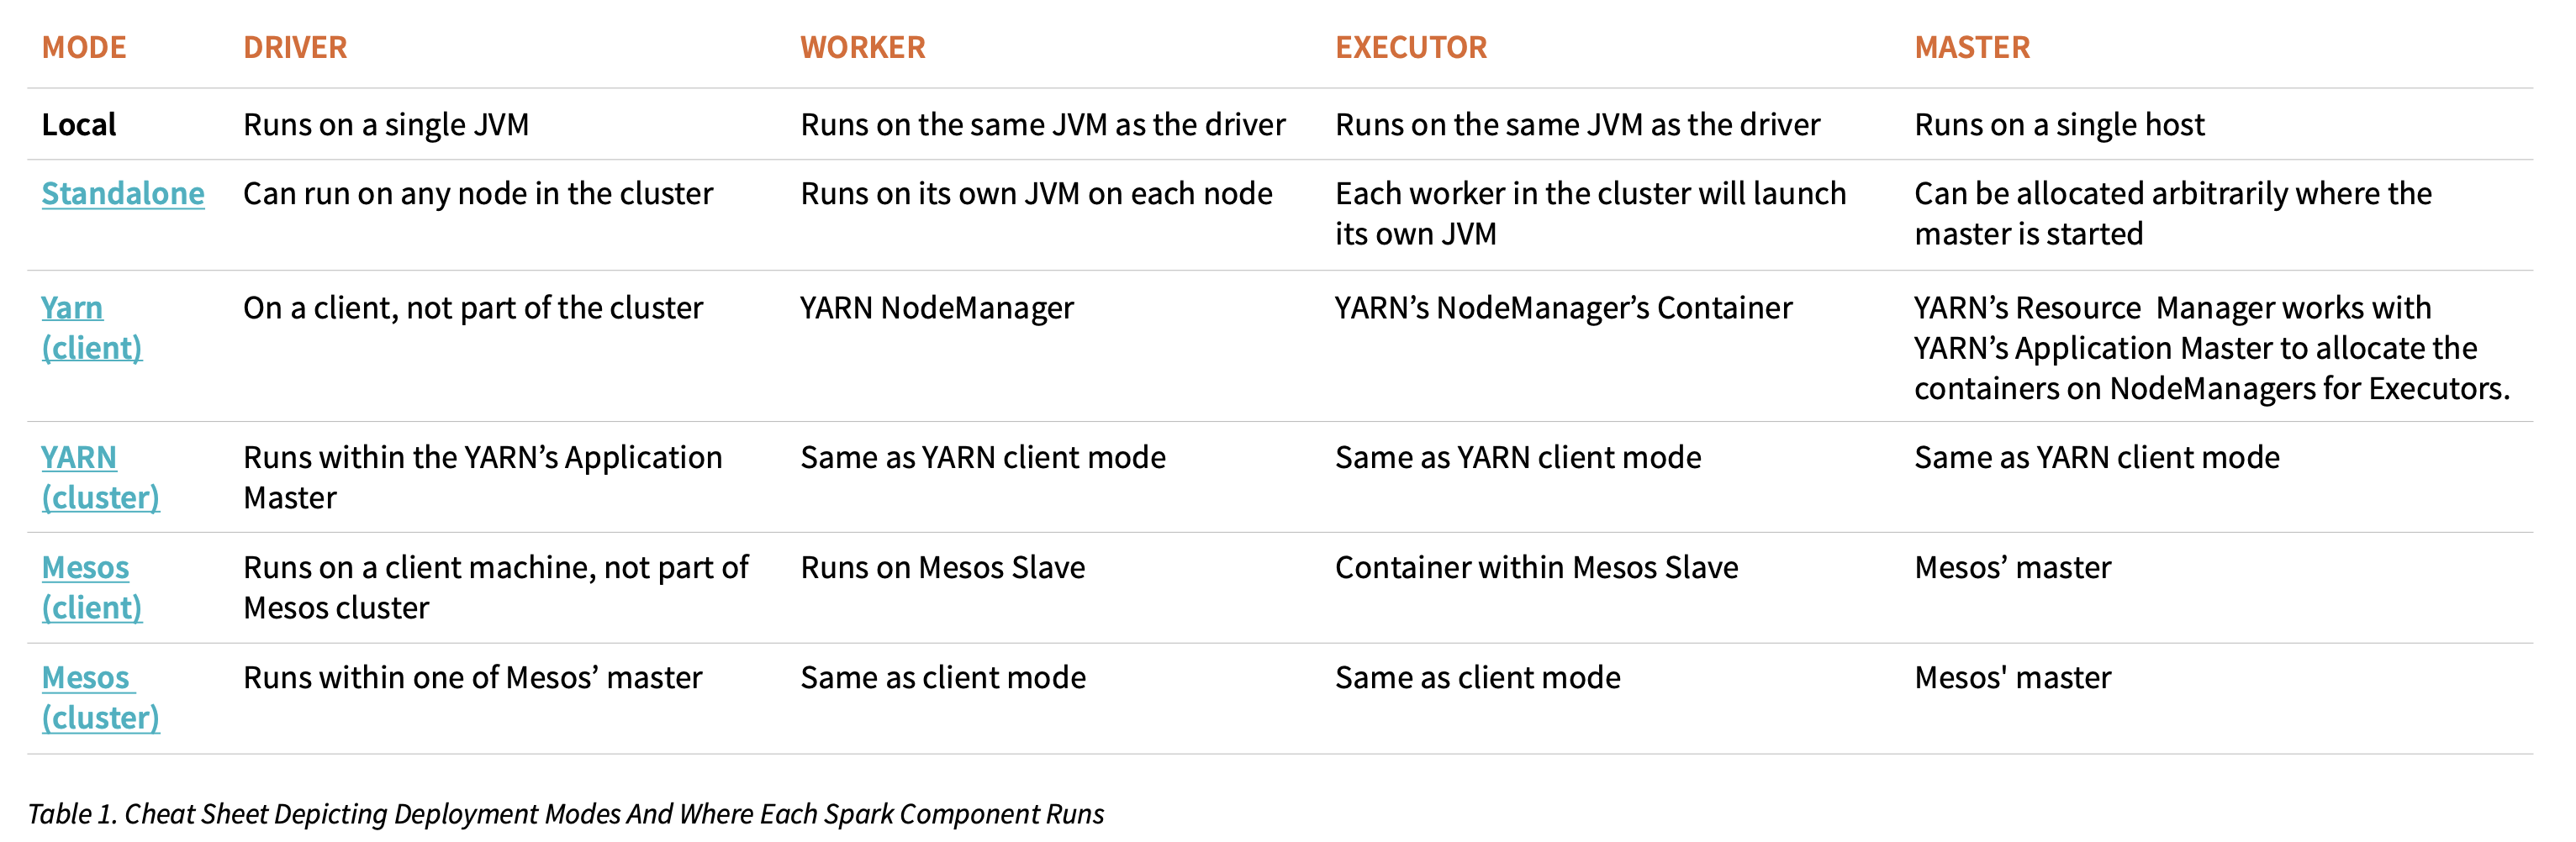 MODE DRIVER WORKER EXECUTOR MASTER
Local Runs on a single JVM Runs on the same JVM as the driver Runs on the same JVM as the driver Runs on a single host
Standalone Can run on any node in the cluster Runs on its own JVM on each node Each worker in the cluster will launch Can be allocated arbitrarily where the
its own JVM master is started
Yarn On a client, not part of the cluster YARN NodeManager YARN’s NodeManager’s Container YARN’s Resource  Manager works with
(client) YARN’s Application Master to allocate the
containers on NodeManagers for Executors.
YARN Runs within the YARN’s Application Same as YARN client mode Same as YARN client mode Same as YARN client mode
(cluster) Master
Mesos Runs on a client machine, not part of Runs on Mesos Slave Container within Mesos Slave Mesos’ master
(client) Mesos cluster
Mesos Runs within one of Mesos’ master Same as client mode Same as client mode Mesos' master
(cluster)
Table 1. Cheat Sheet Depicting Deployment Modes And Where Each Spark Component Runs